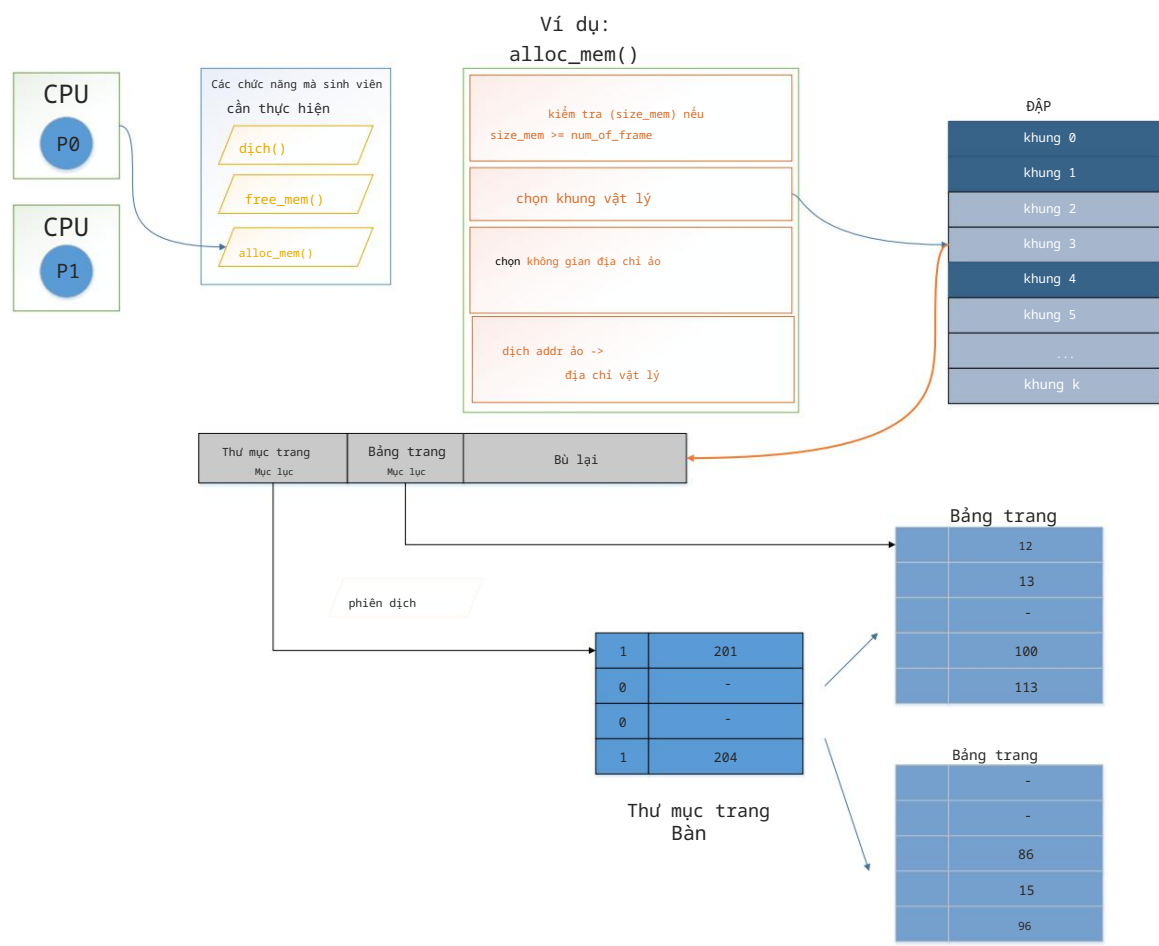 Ví dụ:
alloc_mem()
CPU
P0
CPU
P1
Các chức năng mà sinh viên
cần thực hiện
dịch()
free_mem()
alloc_mem()
kiểm tra (size_mem) nếu
size_mem >= num_of_frame
chọn khung vật lý
chọn không gian địa chỉ ảo
dịch addr ảo ->
địa chỉ vật lý
ĐẬP
khung 0
khung 1
khung 2
khung 3
khung 4
khung 5
...
khung k
Thư mục trang
Mục lục
Bảng trang
Mục lục
Bù lại
phiên dịch
1 201
0 -
0 -
1 204
Thư mục trang
Bàn
Bảng trang
12
13
-
100
113
Bảng trang
-
-
86
15
96